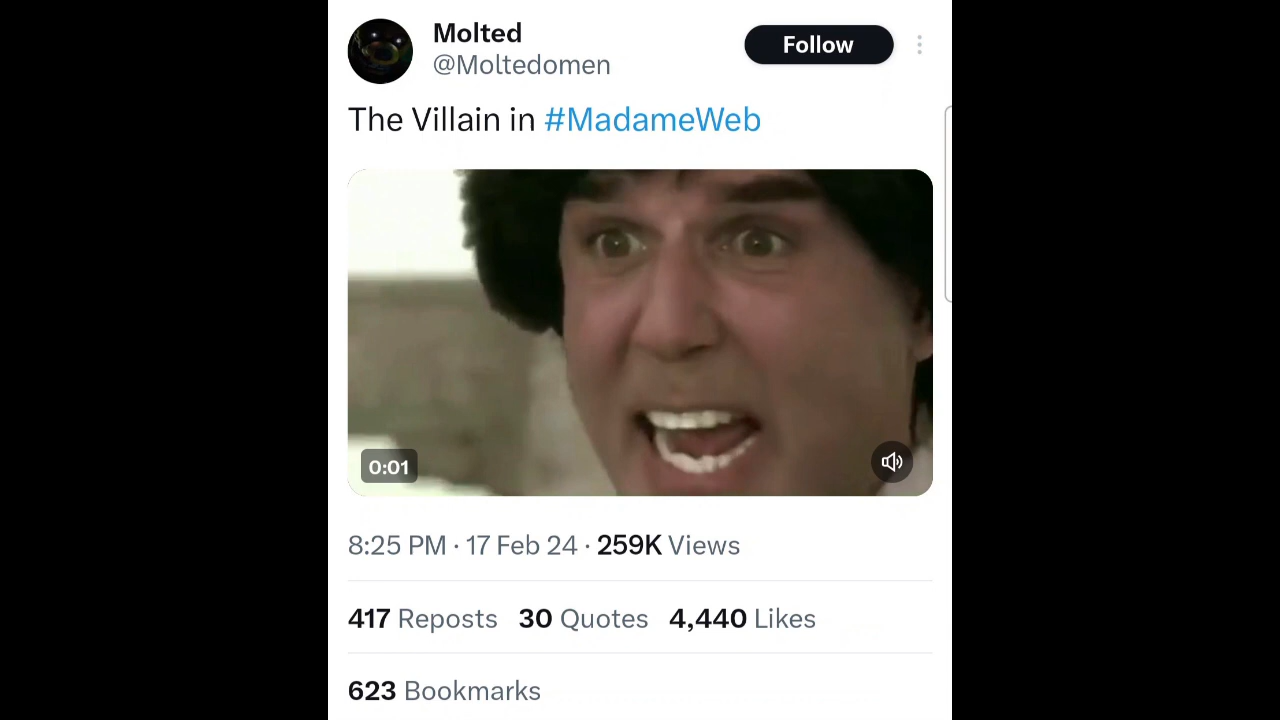 Molted
@Moltedomen
Follow
The Villain in #MadameWeb
0:01
8:25 PM · 17 Feb 24 · 259K Views
417 Reposts 30 Quotes 4,440 Likes
623 Bookmarks